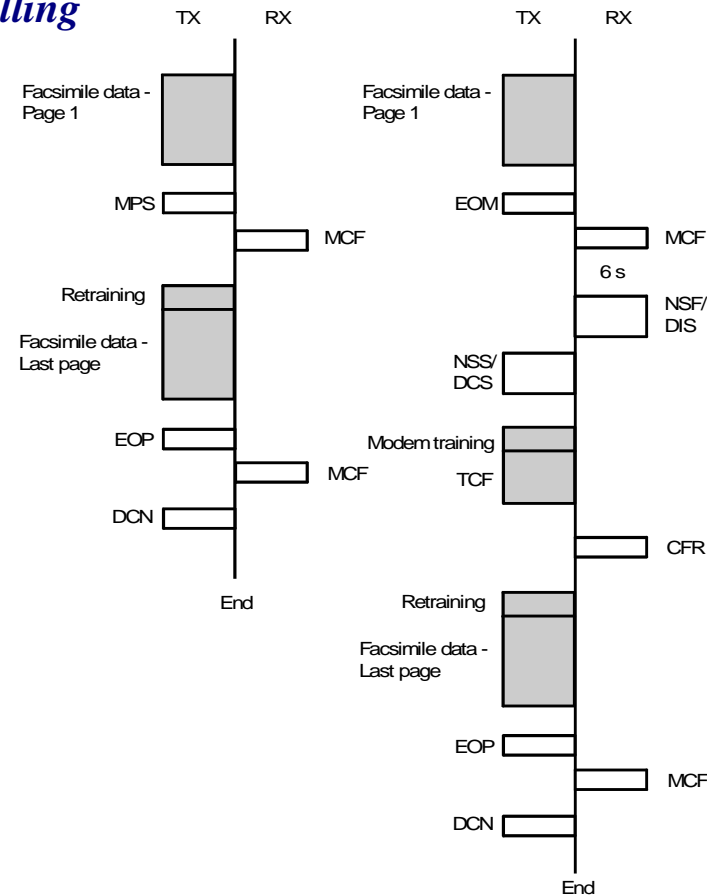 TX RX
Facsimile data -
Page 1
MPS
MCF
Retraining
Facsimile data -
Last page
EOP
MCF
DCN
End
TX RX
Facsimile data -
Page 1
EOM
MCF
6 s
NSF/
DIS
NSS/
DCS
Modem training
TCF
CFR
Retraining
Facsimile data -
Last page
EOP
MCF
DCN
End